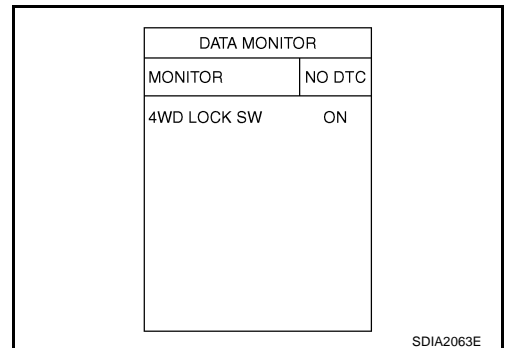 DATA MONITOR
MONITOR NO DTC
4WD LOCK SW ON
SDIA2063E